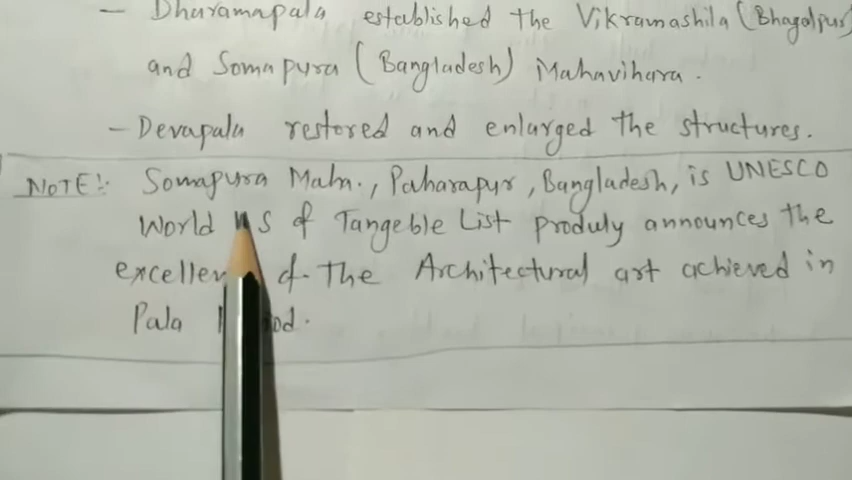 - Dharamapala established the Vikramashila (Bhagalpur)
and Somapura (Bangladesh) Mahavihara.
- Devapala restored and enlarged the structures.
NOTE:- Somapura Maha., Paharapur, Bangladesh, is UNESCO
World of Tangeble List produly announces the
of the Architectural art achieved in
Pala